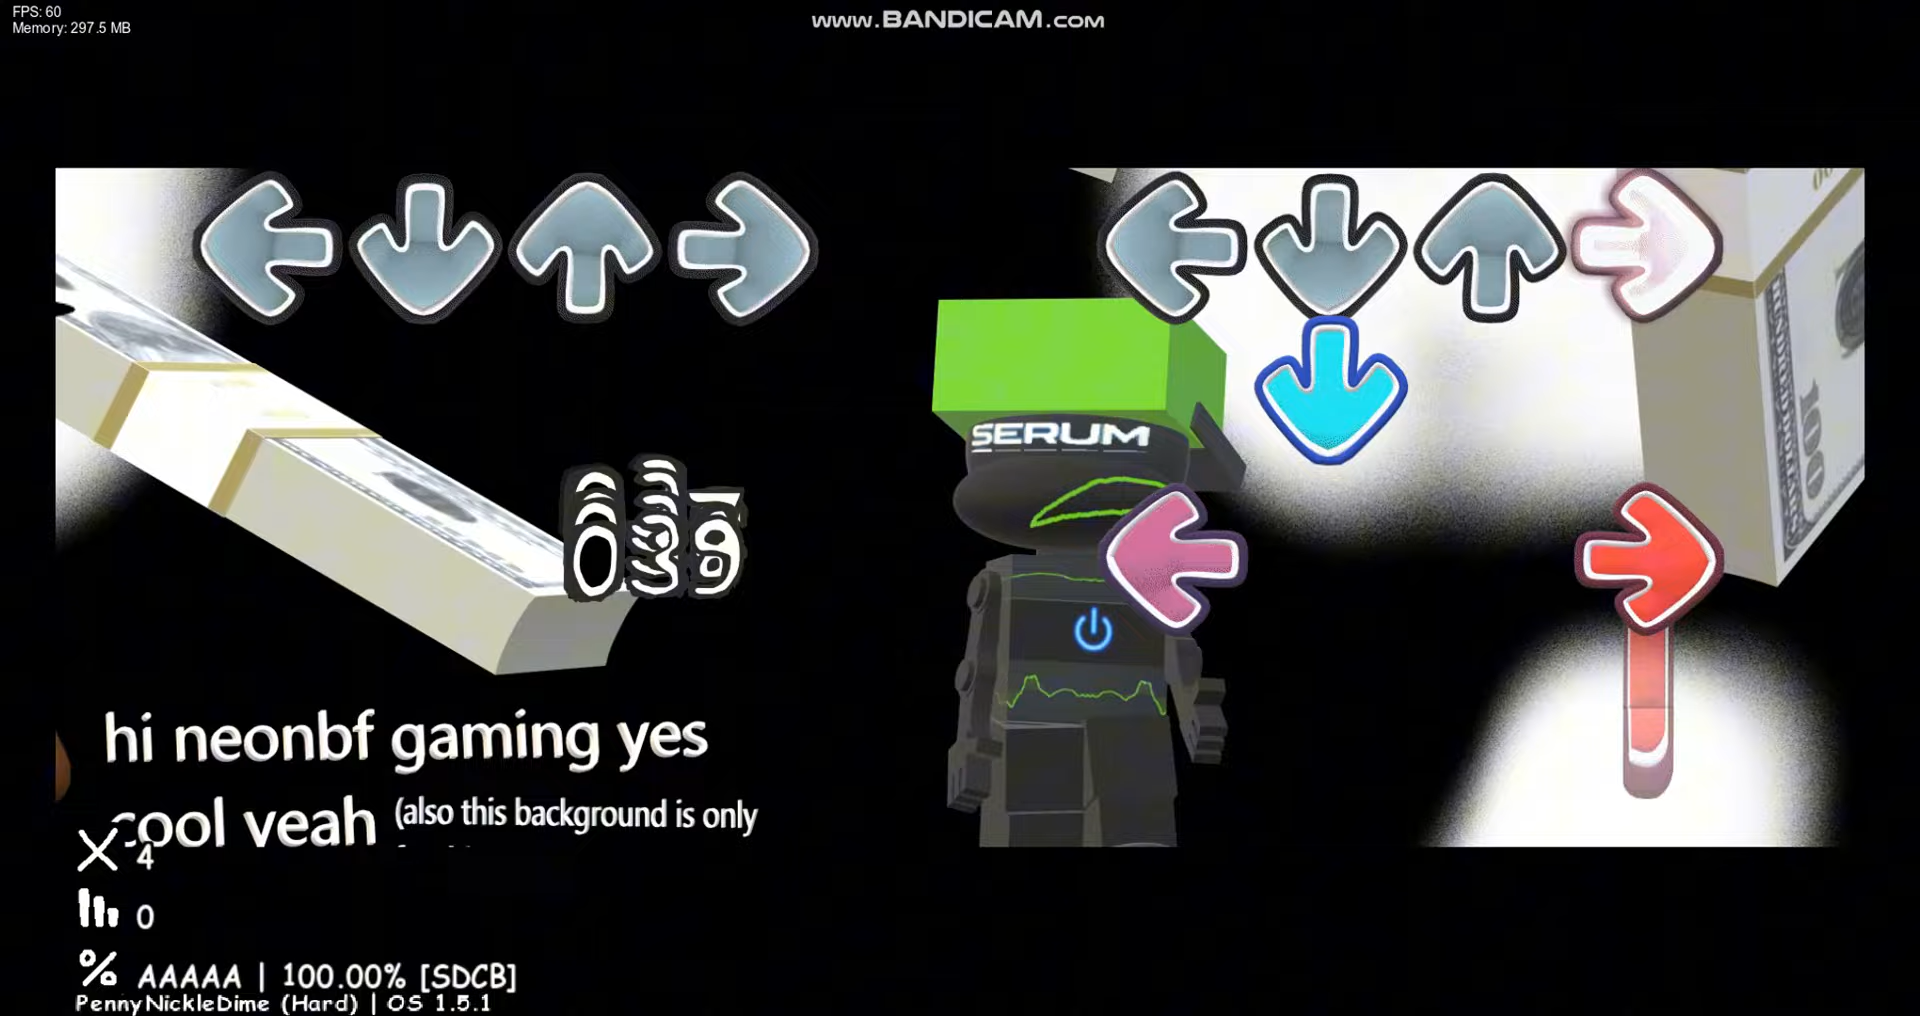 FPS: 60
Memory: 297.5 MB
www.BANDICAM.com
SERUM
100
hi neonbf gaming yes
cool yeah (also this background is only
4
0
% AAAAA | 100.00% [SDCB]
PennyNickleDime (Hard) | OS 1.5.1